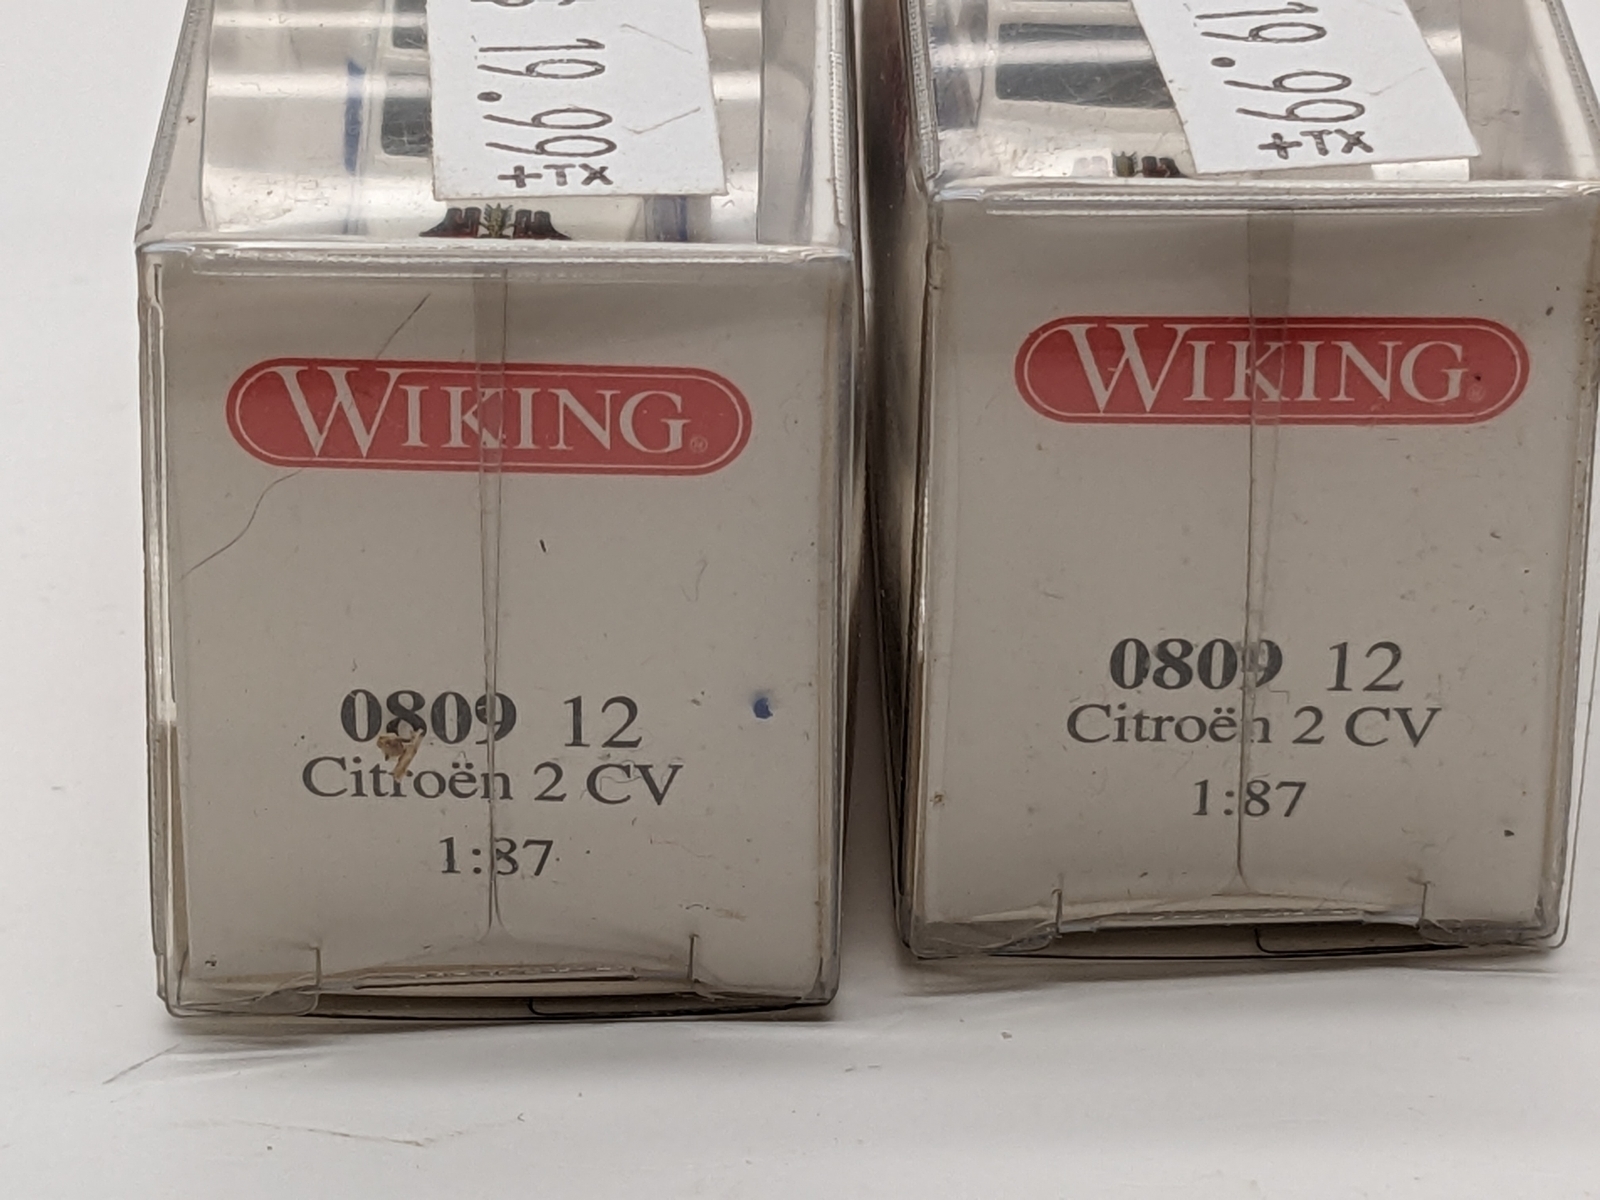 19.99
+TX
19.99
+TX
WIKING®
0809 12
Citroën 2 CV
1:87
WIKING®
0809 12
Citroën 2 CV
1:87